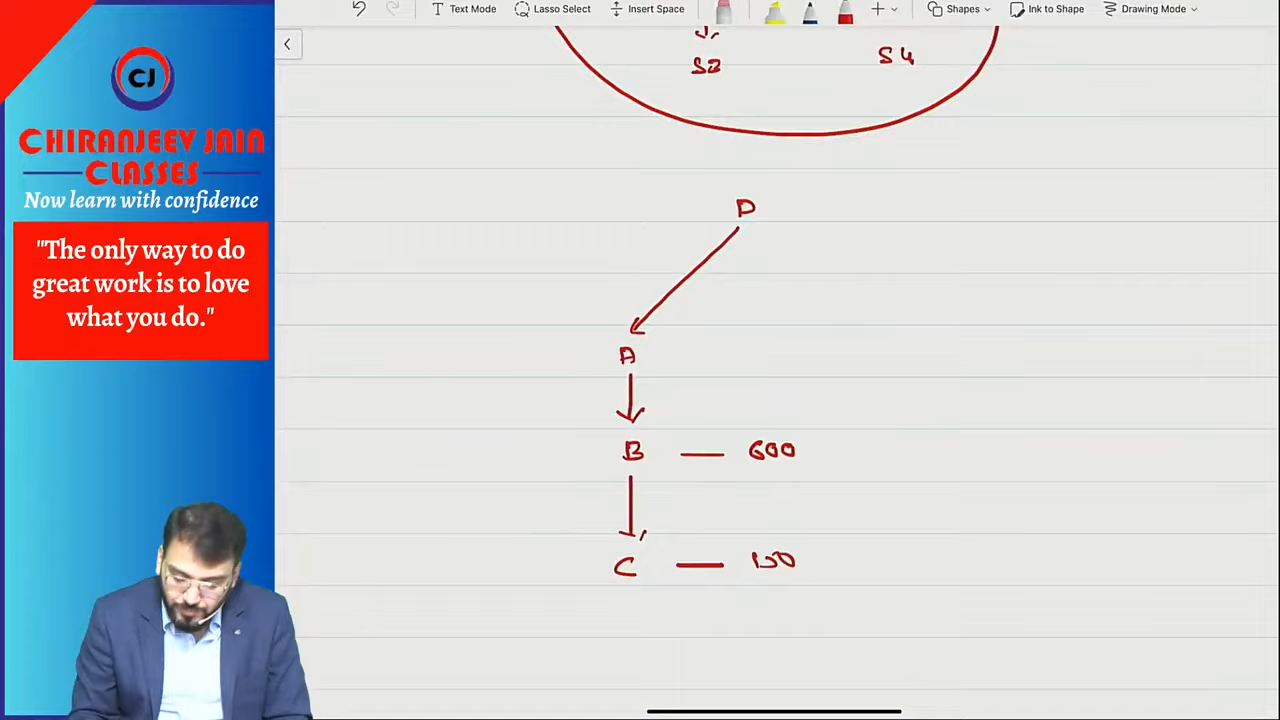 Text Mode Lasso Select Insert Space Shapes Ink to Shape Drawing Mode
CJ
CHIRANJEEV JAIN
CLASSES
Now learn with confidence
"The only way to do
great work is to love
what you do."
S4
D
A
B — 600
C — 150